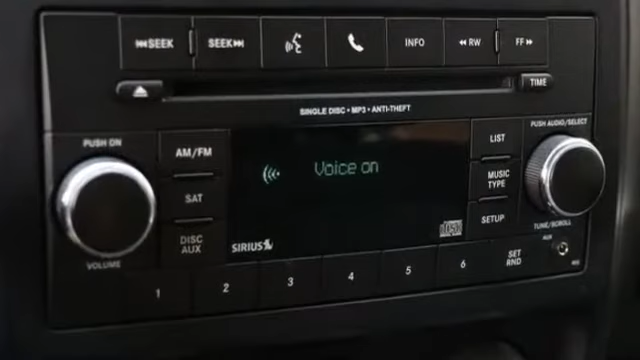 SEEK
SEEK
INFO
RW
FF
TIME
SINGLE DISC • MP3 • ANTI-THEFT
PUSH ON
VOLUME
AM/FM
SAT
DISC
AUX
Voice on
SIRIUS
LIST
MUSIC
TYPE
SETUP
PUSH AUDIO/SELECT
TUNE/SCROLL
AUX
1
2
3
4
5
6
SET
RND